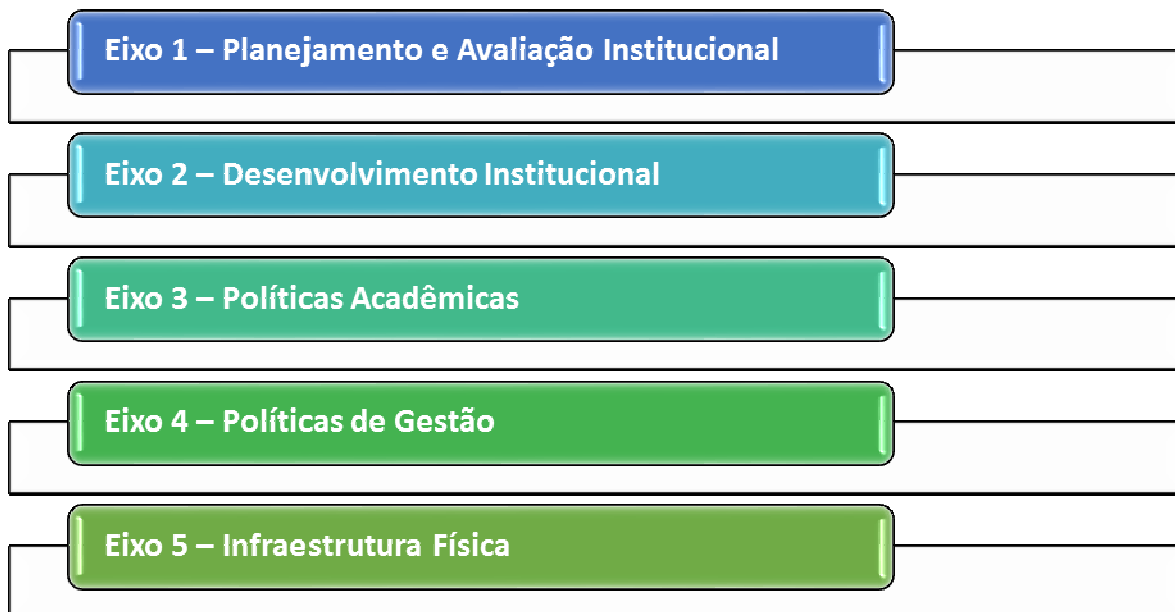 Eixo 1 – Planejamento e Avaliação Institucional
Eixo 2 – Desenvolvimento Institucional
Eixo 3 – Políticas Acadêmicas
Eixo 4 – Políticas de Gestão
Eixo 5 – Infraestrutura Física